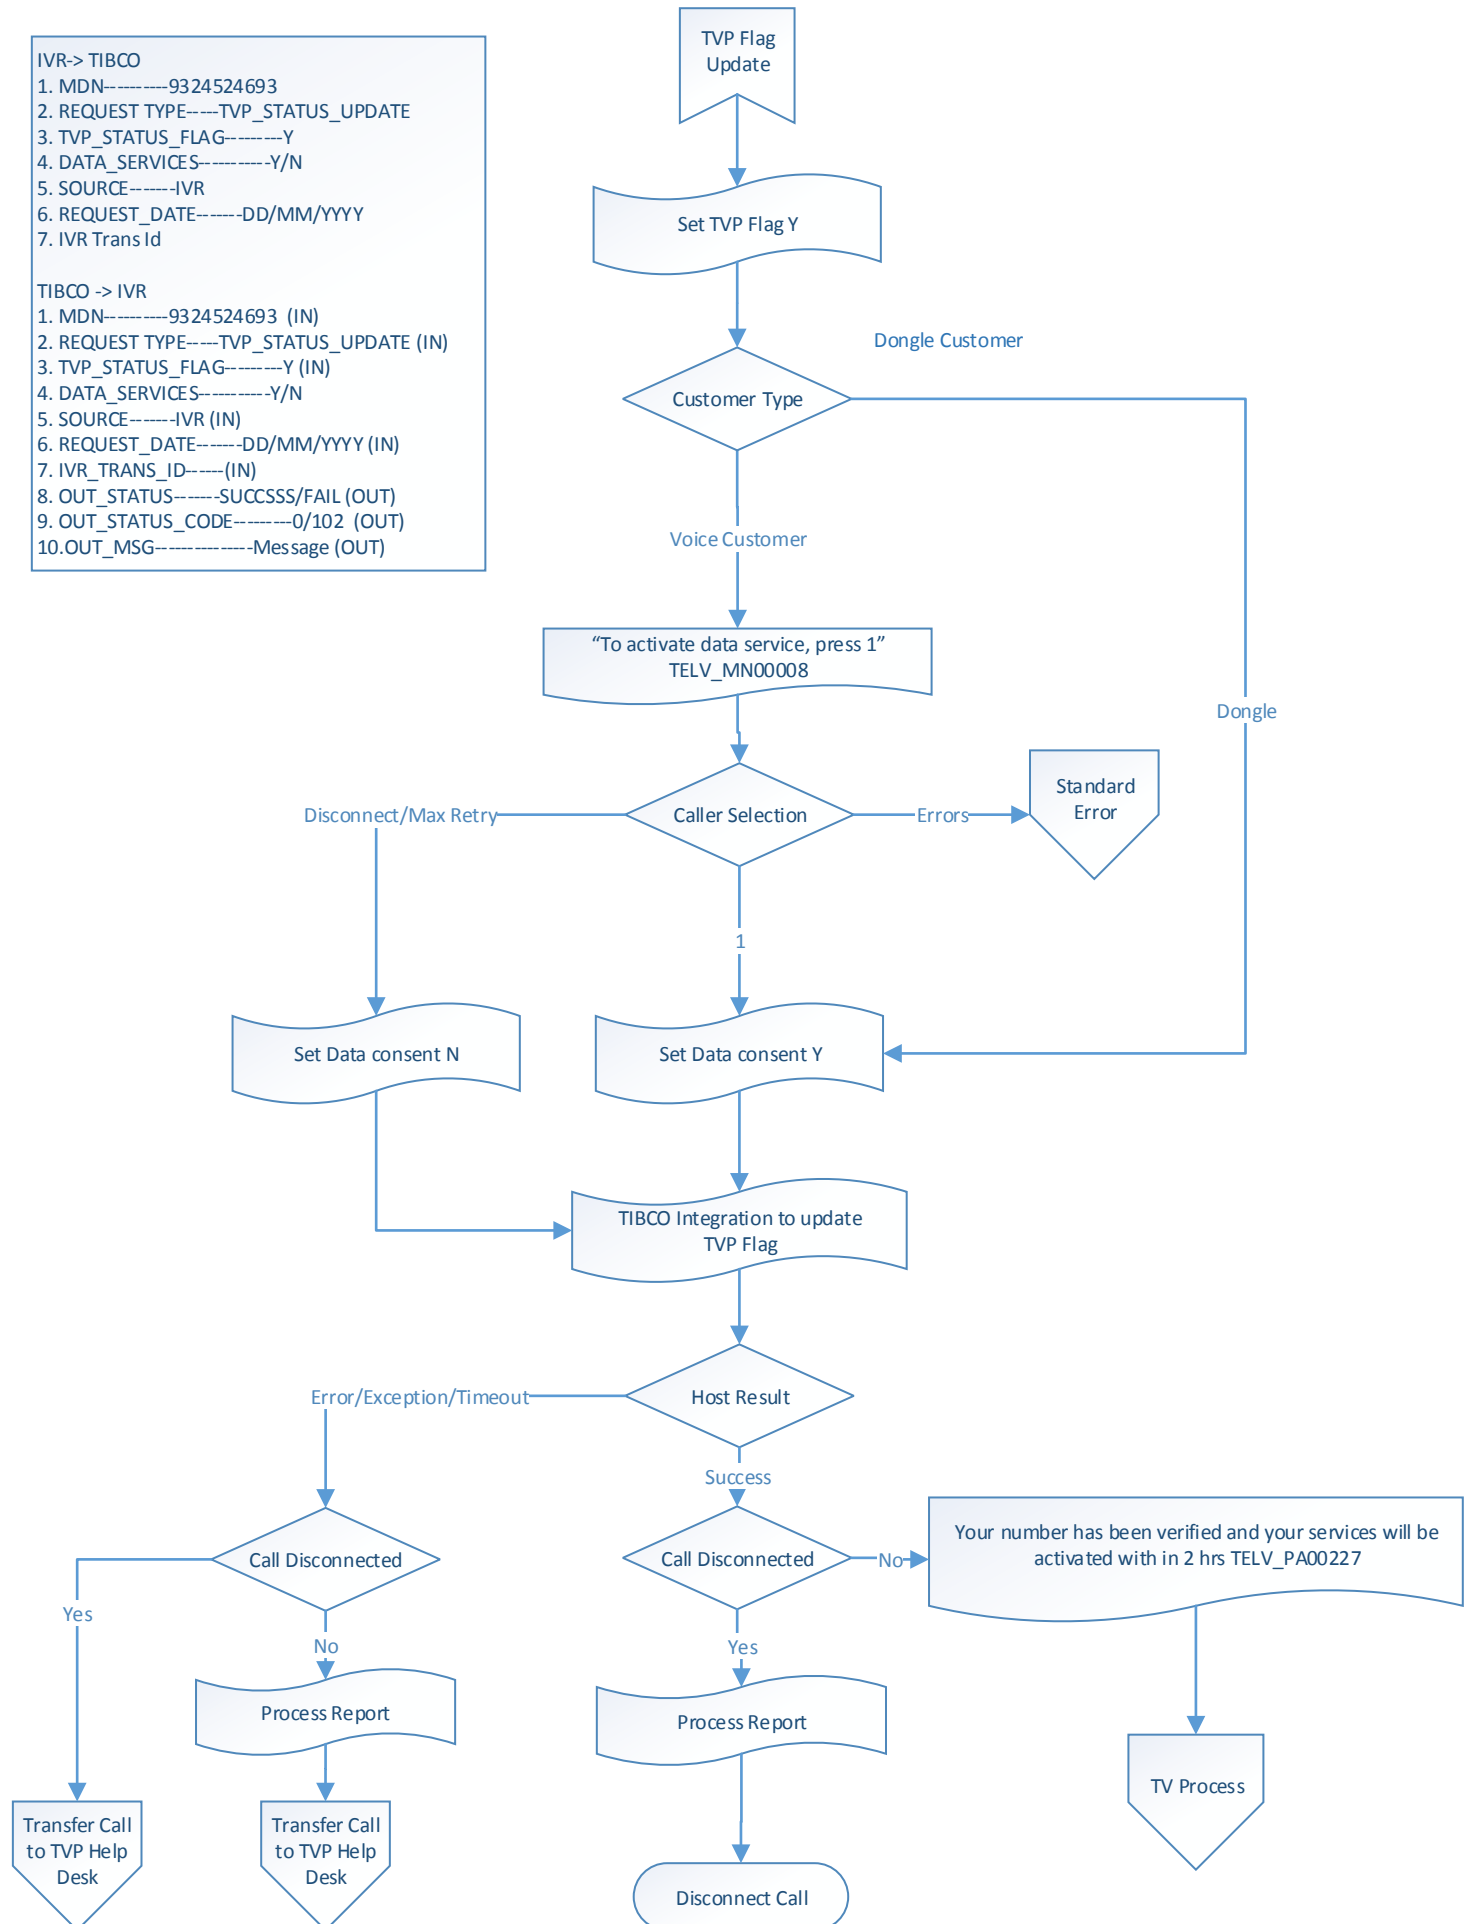 IVR-> TIBCO
1. MDN----------9324524693
2. REQUEST TYPE-----TVP_STATUS_UPDATE
3. TVP_STATUS_FLAG---------Y
4. DATA_SERVICES-----------Y/N
5. SOURCE-------IVR
6. REQUEST_DATE-------DD/MM/YYYY
7. IVR Trans Id
TIBCO -> IVR
1. MDN----------9324524693 (IN)
2. REQUEST TYPE-----TVP_STATUS_UPDATE (IN)
3. TVP_STATUS_FLAG---------Y (IN)
4. DATA_SERVICES-----------Y/N
5. SOURCE-------IVR (IN)
6. REQUEST_DATE-------DD/MM/YYYY (IN)
7. IVR_TRANS_ID------(IN)
8. OUT_STATUS-------SUCCSSS/FAIL (OUT)
9. OUT_STATUS_CODE---------0/102 (OUT)
10.OUT_MSG---------------Message (OUT)
TVP Flag
Update
Set TVP Flag Y
Dongle Customer
Customer Type
Voice Customer
“To activate data service, press 1”
TELV_MN00008
Dongle
Disconnect/Max Retry
Caller Selection
Errors
Standard
Error
1
Set Data consent N
Set Data consent Y
TIBCO Integration to update
TVP Flag
Error/Exception/Timeout
Host Result
Success
Call Disconnected
Call Disconnected
No
Your number has been verified and your services will be
activated with in 2 hrs TELV_PA00227
Yes
No
Yes
Process Report
Process Report
TV Process
Transfer Call
to TVP Help
Desk
Transfer Call
to TVP Help
Desk
Disconnect Call